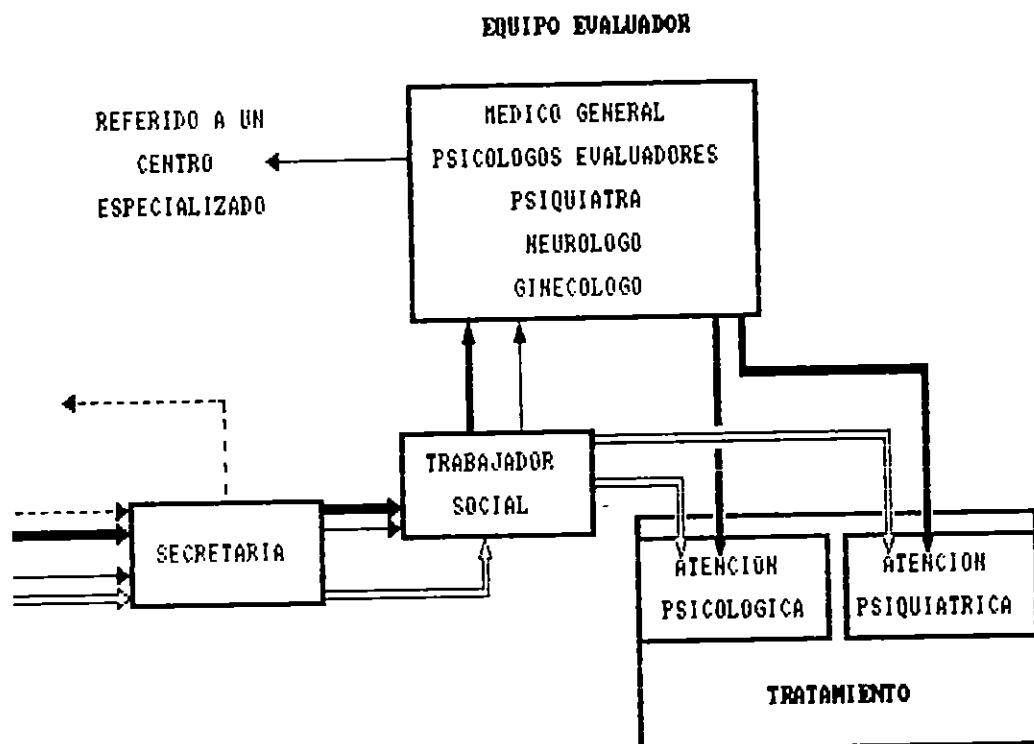 EQUIPO EVALUADOR
REFERIDO A UN
CENTRO
ESPECIALIZADO
MEDICO GENERAL
PSICOLOGOS EVALUADORES
PSIQUIATRA
NEUROLOGO
GINECOLOGO
TRABAJADOR
SOCIAL
SECRETARIA
ATENCION
PSICOLOGICA
ATENCION
PSIQUIATRICA
TRATAMIENTO